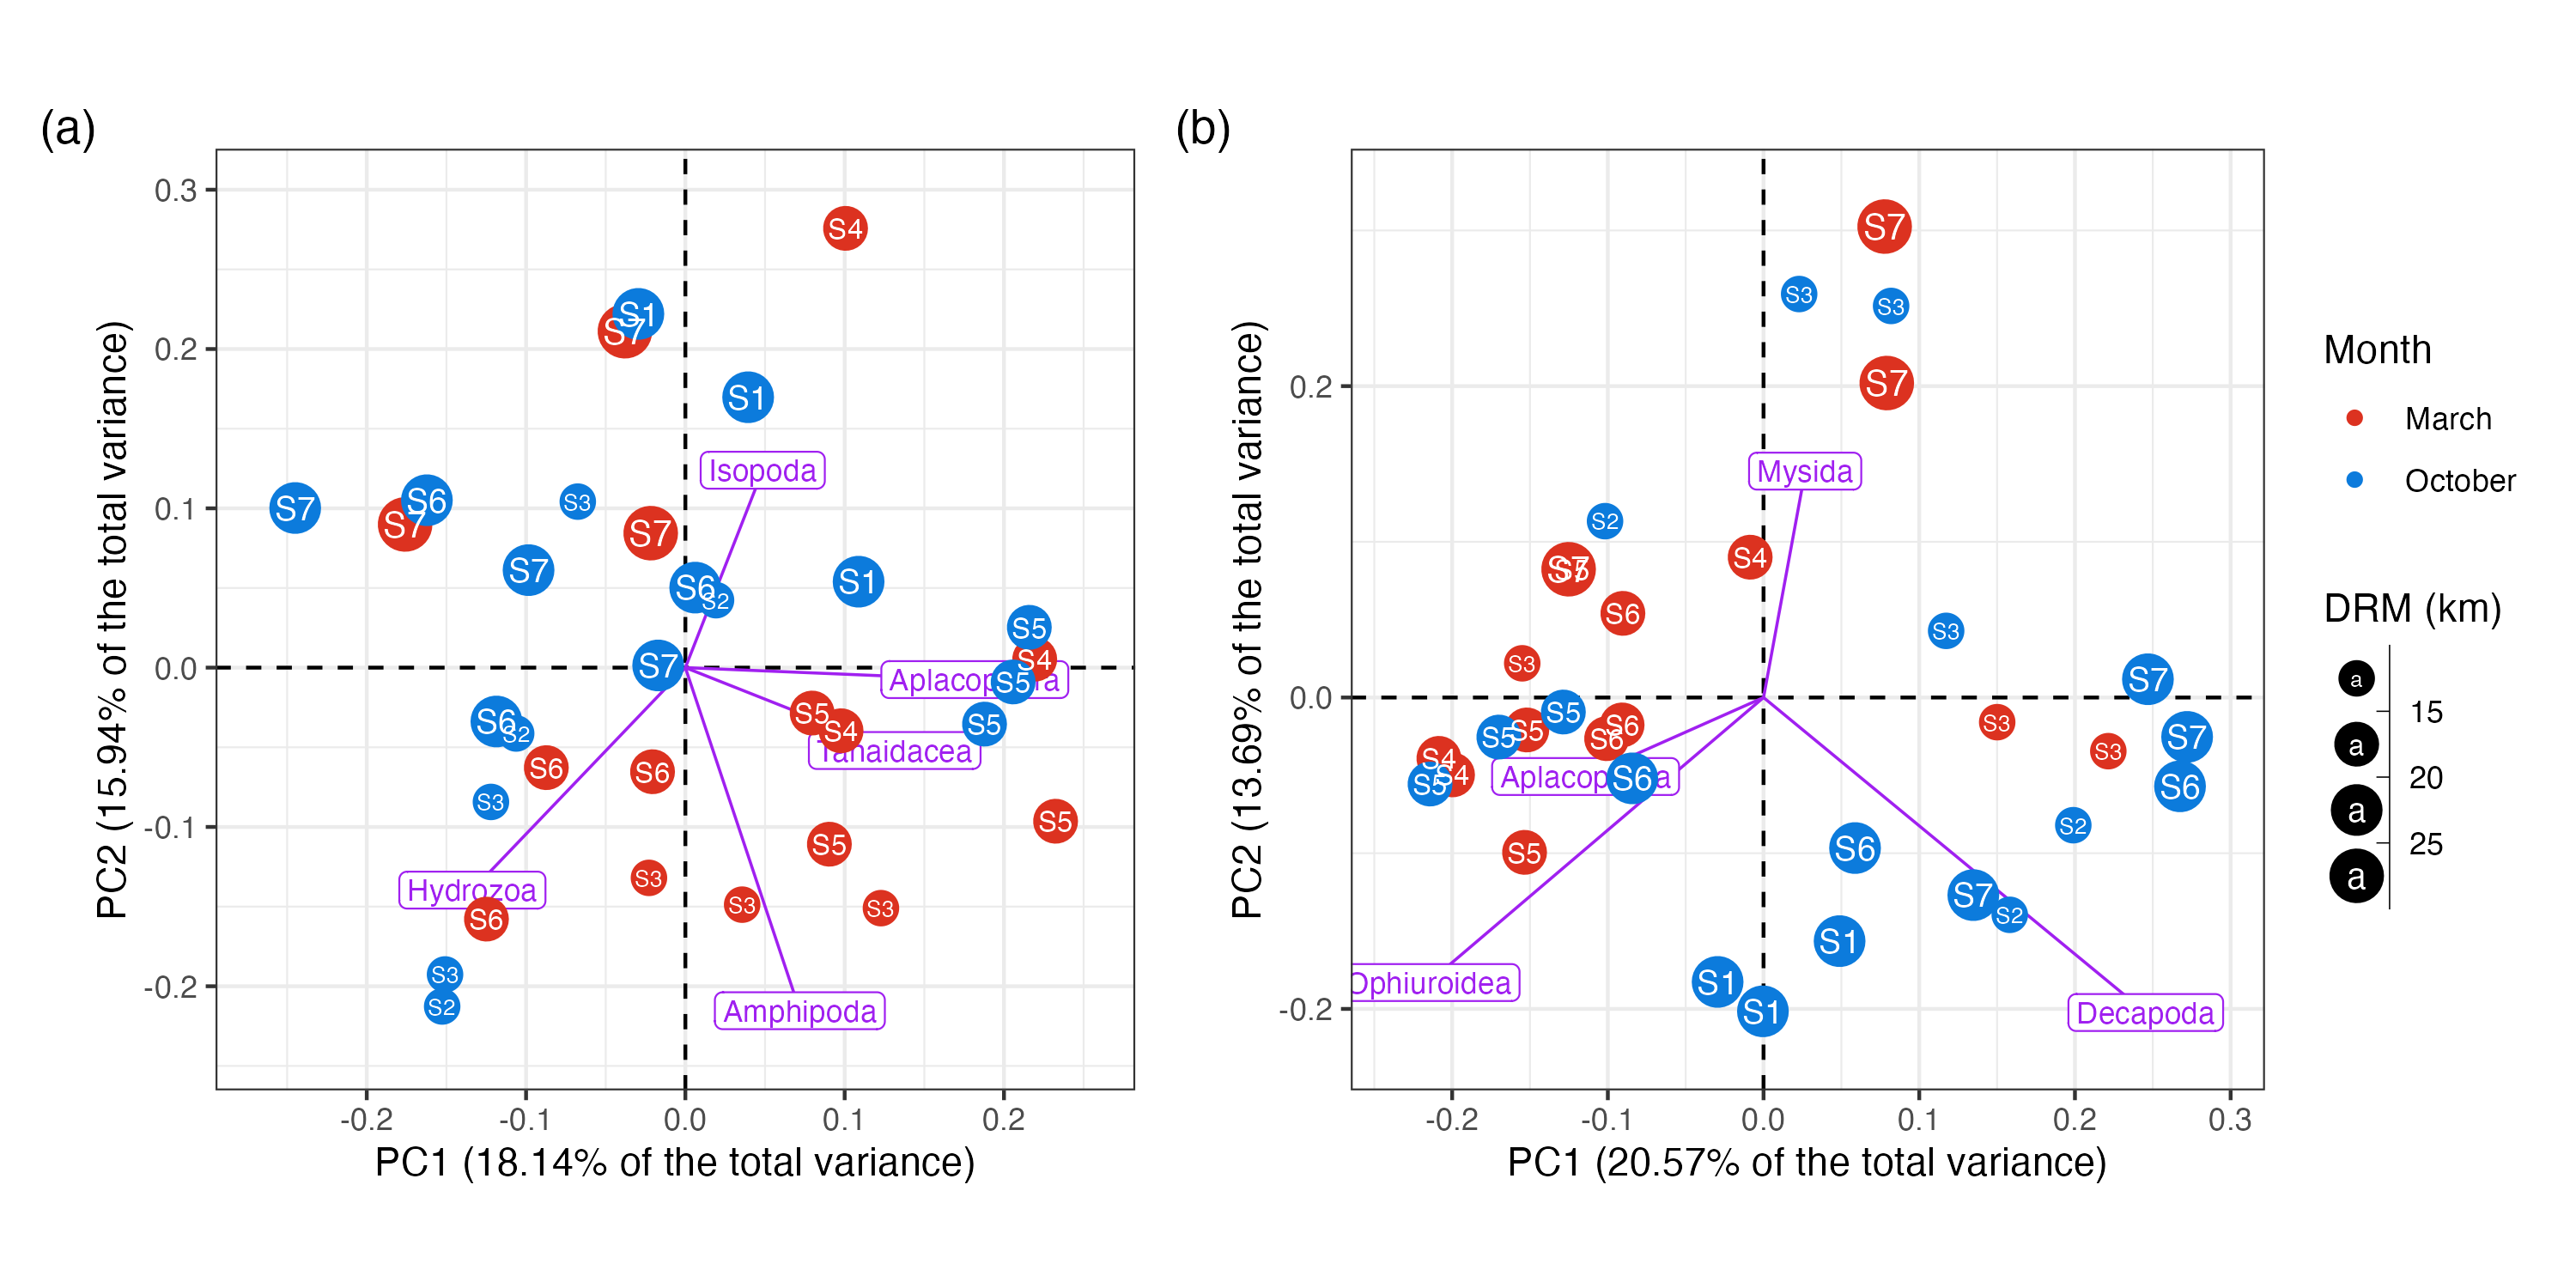 (a)
(b)
PC2 (15.94% of the total variance)
0.3
0.2
0.1
0.0
-0.1
-0.2
S4
S1
S7
S1
Isopoda
S7
S6
S7
S3
S7
S7
S1
S6
S2
S5
S7
S4
Aplacop
a
S5
S5
S4
S5
Tanaidacea
S6
S2
S6
S6
S3
S5
S5
S3
Hydrozoa
S3
S3
S6
S3
S2
Amphipoda
-0.2
-0.1
0.0
0.1
0.2
PC1 (18.14% of the total variance)
PC2 (13.69% of the total variance)
0.2
0.0
-0.2
S7
S3
S3
S7
Mysida
S2
S4
S7
S5
S6
S3
S3
S7
S5
S6
S5
S5
S6
S3
S7
S4
S3
S4
S5
Aplacop
a
S6
S6
S2
S5
S6
S7
S2
S1
Ophiuroidea
S1
S1
Decapoda
-0.2
-0.1
0.0
0.1
0.2
0.3
PC1 (20.57% of the total variance)
Month
March
October
DRM (km)
a
15
a
20
a
25
a